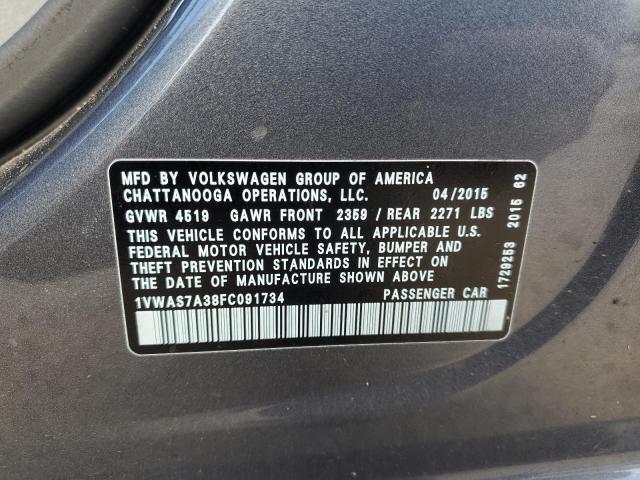 MFD BY VOLKSWAGEN GROUP OF AMERICA
CHATTANOOGA OPERATIONS, LLC. 04/2015
GVWR 4519 GAWR FRONT 2359 / REAR 2271 LBS
THIS VEHICLE CONFORMS TO ALL APPLICABLE U.S.
FEDERAL MOTOR VEHICLE SAFETY, BUMPER AND
THEFT PREVENTION STANDARDS IN EFFECT ON
THE DATE OF MANUFACTURE SHOWN ABOVE
1VWAS7A38FC091734 PASSENGER CAR
1729253 2015 62